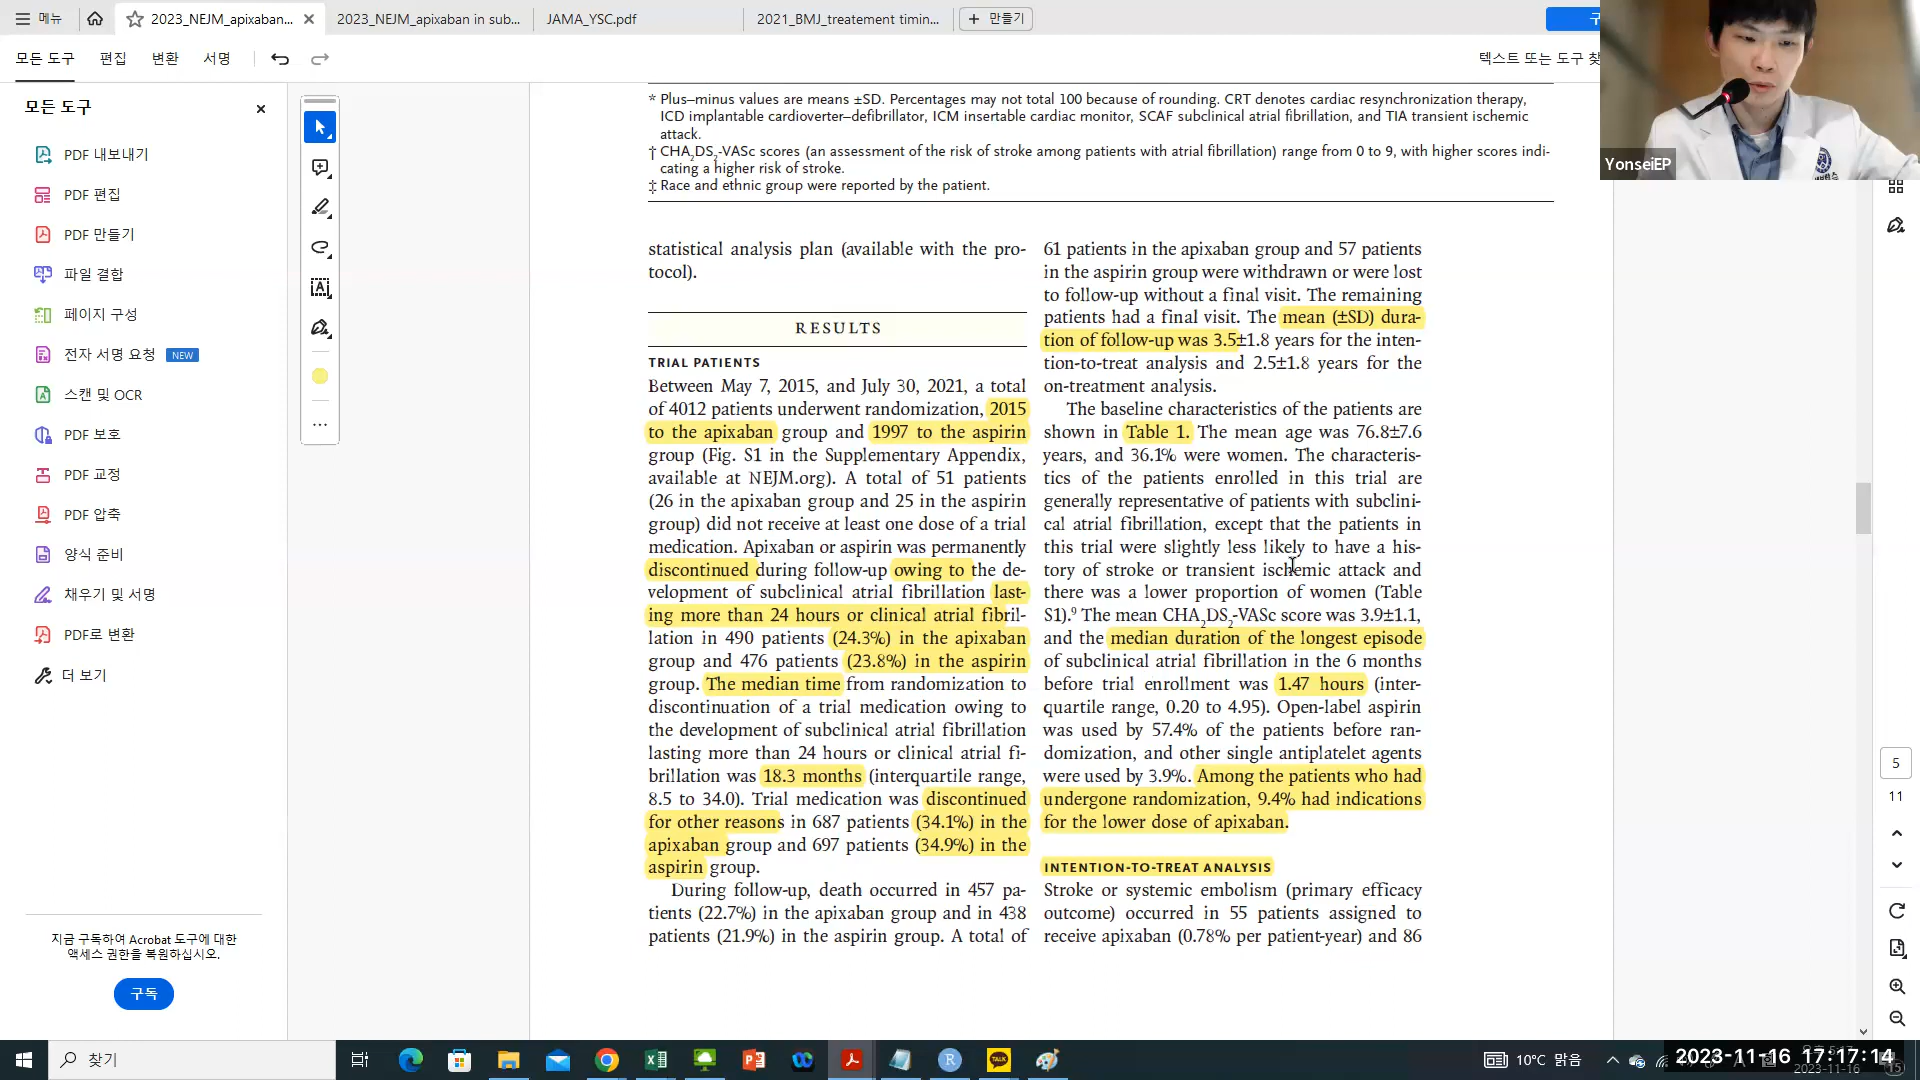 메뉴
2023_NEJM_apixaban...
2023_NEJM_apixaban in sub...
JAMA_YSC.pdf
2021_BMJ_treatement timin...
만들기
구
모든 도구
편집
변환
서명
텍스트 또는 도구 찾
YonseiEP
모든 도구
PDF 내보내기
PDF 편집
PDF 만들기
파일 결합
페이지 구성
전자 서명 요청 NEW
스캔 및 OCR
PDF 보호
PDF 교정
PDF 압축
양식 준비
채우기 및 서명
PDF로 변환
더 보기
지금 구독하여 Acrobat 도구에 대한
액세스 권한을 복원하십시오.
구독
* Plus–minus values are means ±SD. Percentages may not total 100 because of rounding. CRT denotes cardiac resynchronization therapy,
ICD implantable cardioverter–defibrillator, ICM insertable cardiac monitor, SCAF subclinical atrial fibrillation, and TIA transient ischemic
attack.
† CHA2DS2-VASc scores (an assessment of the risk of stroke among patients with atrial fibrillation) range from 0 to 9, with higher scores indi-
cating a higher risk of stroke.
‡ Race and ethnic group were reported by the patient.
statistical analysis plan (available with the pro-
tocol).
RESULTS
TRIAL PATIENTS
Between May 7, 2015, and July 30, 2021, a total
of 4012 patients underwent randomization, 2015
to the apixaban group and 1997 to the aspirin
group (Fig. S1 in the Supplementary Appendix,
available at NEJM.org). A total of 51 patients
(26 in the apixaban group and 25 in the aspirin
group) did not receive at least one dose of a trial
medication. Apixaban or aspirin was permanently
discontinued during follow-up owing to the de-
velopment of subclinical atrial fibrillation last-
ing more than 24 hours or clinical atrial fibril-
lation in 490 patients (24.3%) in the apixaban
group and 476 patients (23.8%) in the aspirin
group. The median time from randomization to
discontinuation of a trial medication owing to
the development of subclinical atrial fibrillation
lasting more than 24 hours or clinical atrial fi-
brillation was 18.3 months (interquartile range,
8.5 to 34.0). Trial medication was discontinued
for other reasons in 687 patients (34.1%) in the
apixaban group and 697 patients (34.9%) in the
aspirin group.
During follow-up, death occurred in 457 pa-
tients (22.7%) in the apixaban group and in 438
patients (21.9%) in the aspirin group. A total of
61 patients in the apixaban group and 57 patients
in the aspirin group were withdrawn or were lost
to follow-up without a final visit. The remaining
patients had a final visit. The mean (±SD) dura-
tion of follow-up was 3.5±1.8 years for the inten-
tion-to-treat analysis and 2.5±1.8 years for the
on-treatment analysis.
The baseline characteristics of the patients are
shown in Table 1. The mean age was 76.8±7.6
years, and 36.1% were women. The characteris-
tics of the patients enrolled in this trial are
generally representative of patients with subclini-
cal atrial fibrillation, except that the patients in
this trial were slightly less likely to have a his-
tory of stroke or transient ischemic attack and
there was a lower proportion of women (Table
S1).9 The mean CHA2DS2-VASc score was 3.9±1.1,
and the median duration of the longest episode
of subclinical atrial fibrillation in the 6 months
before trial enrollment was 1.47 hours (inter-
quartile range, 0.20 to 4.95). Open-label aspirin
was used by 57.4% of the patients before ran-
domization, and other single antiplatelet agents
were used by 3.9%. Among the patients who had
undergone randomization, 9.4% had indications
for the lower dose of apixaban.
INTENTION-TO-TREAT ANALYSIS
Stroke or systemic embolism (primary efficacy
outcome) occurred in 55 patients assigned to
receive apixaban (0.78% per patient-year) and 86
5
11
찾기
TALK
10°C 맑음
2023-11-16 17:17:14
2023-11-16
15